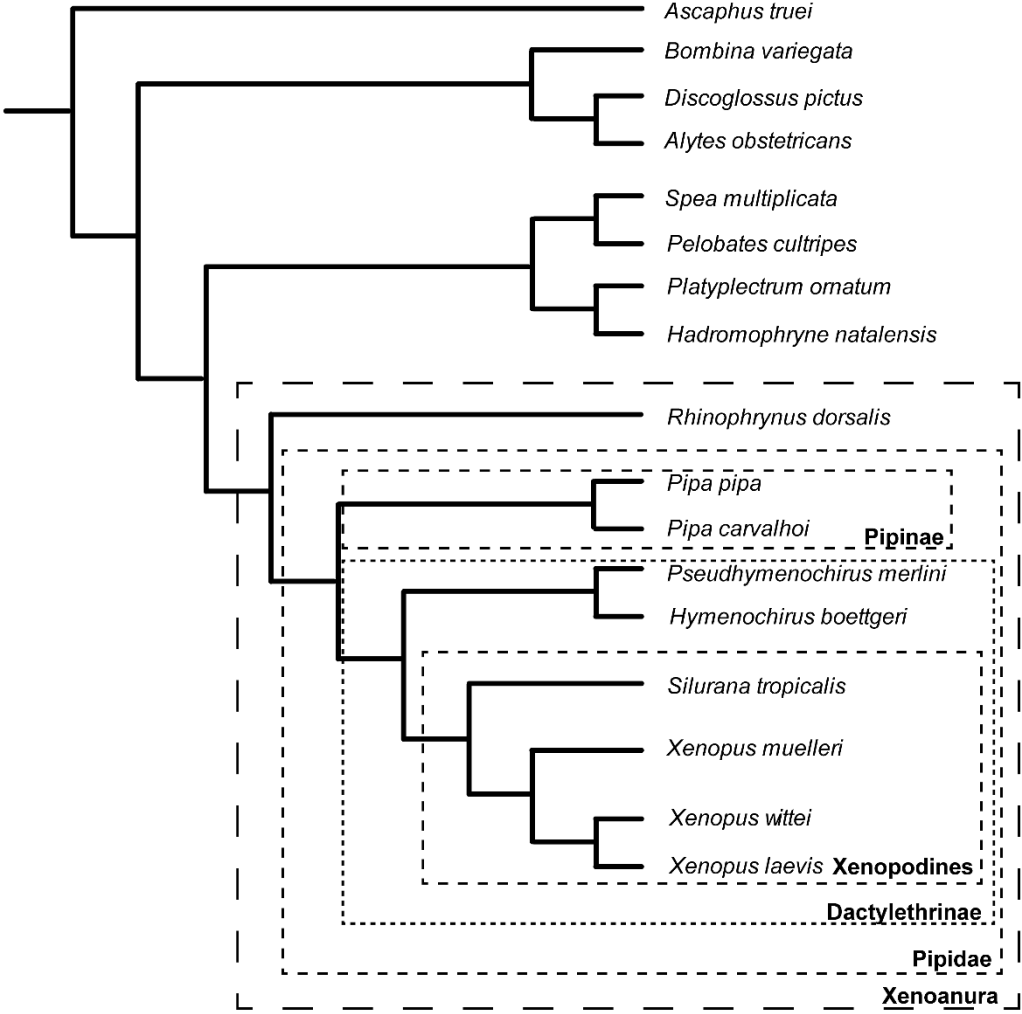 Ascaphus truei
Bombina variegata
Discoglossus pictus
Alytes obstetricans
Spea multiplicata
Pelobates cultripes
Platyplectrum ornatum
Hadromophryne natalensis
Rhinophrynus dorsalis
Pipa pipa
Pipa carvalhoi
Pipinae
Pseudhymenochirus merlini
Hymenochirus boettgeri
Silurana tropicalis
Xenopus muelleri
Xenopus wittei
Xenopus laevis Xenopodines
Dactylethrinae
Pipidae
Xenoanura